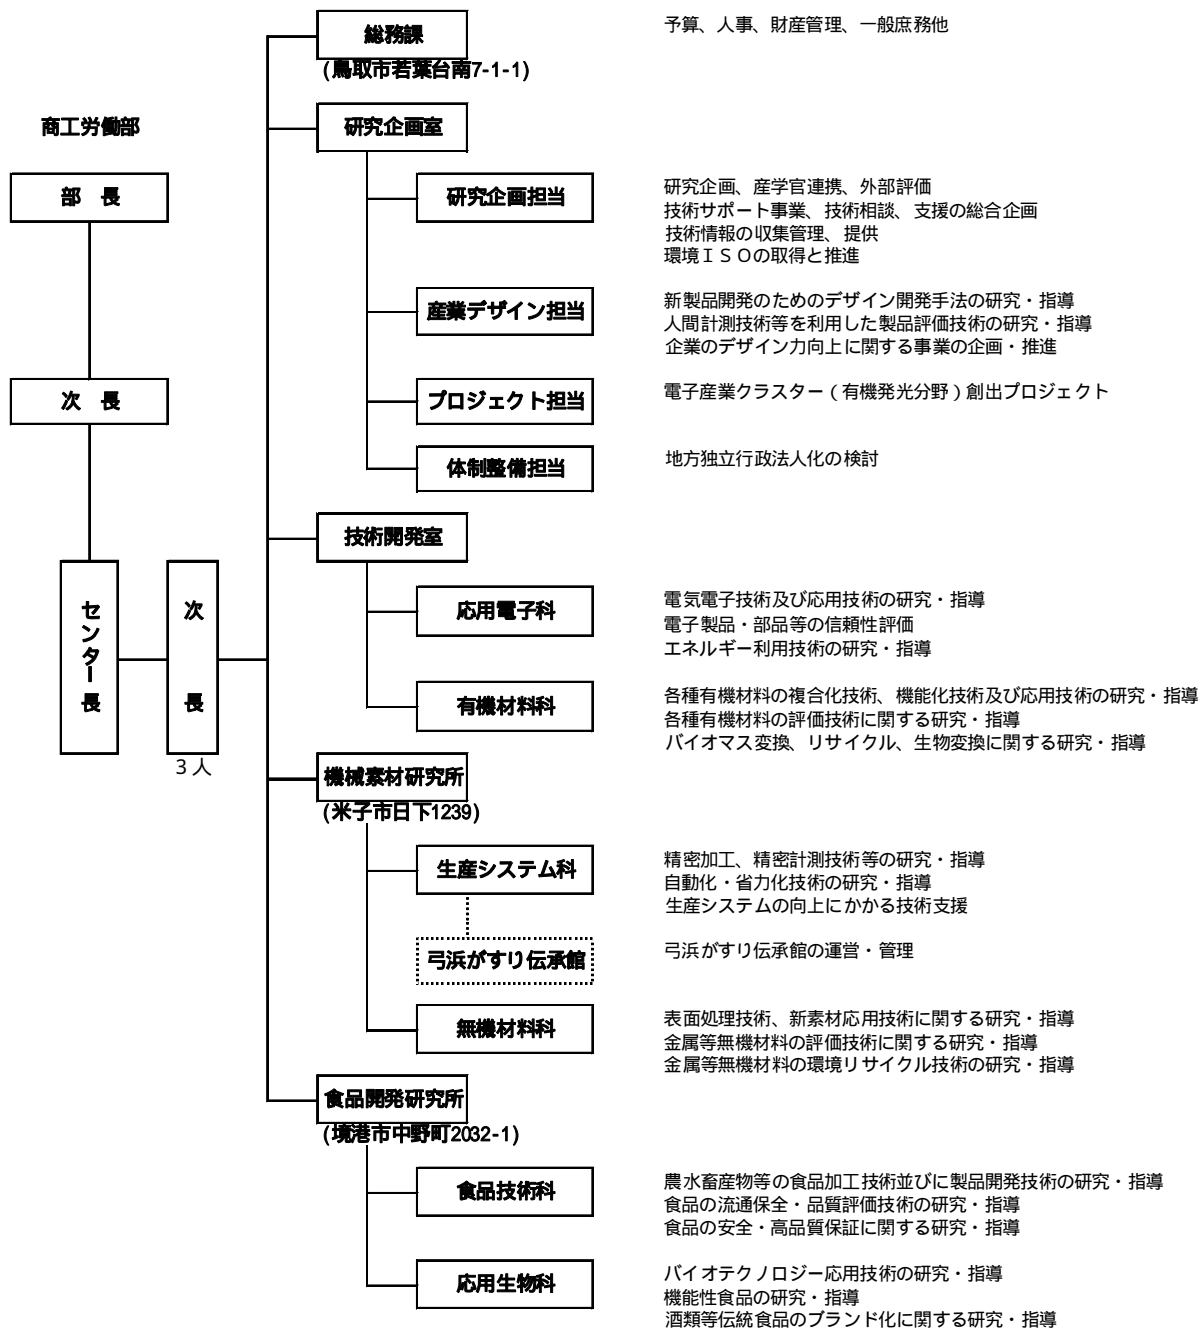 総務課
予算、人事、財産管理、一般庶務他
(鳥取市若葉台南7-1-1)
商工労働部
研究企画室
部　長
研究企画担当
研究企画、産学官連携、外部評価
技術サポート事業、技術相談、支援の総合企画
技術情報の収集管理、提供
環境ＩＳＯの取得と推進
産業デザイン担当
新製品開発のためのデザイン開発手法の研究・指導
人間計測技術等を利用した製品評価技術の研究・指導
企業のデザイン力向上に関する事業の企画・推進
次　長
プロジェクト担当
電子産業クラスター（有機発光分野）創出プロジェクト
体制整備担当
地方独立行政法人化の検討
技術開発室
センター長
次　長
3人
応用電子科
電気電子技術及び応用技術の研究・指導
電子製品・部品等の信頼性評価
エネルギー利用技術の研究・指導
有機材料科
各種有機材料の複合化技術、機能化技術及び応用技術の研究・指導
各種有機材料の評価技術に関する研究・指導
バイオマス変換、リサイクル、生物変換に関する研究・指導
機械素材研究所
(米子市日下1239)
生産システム科
精密加工、精密計測技術等の研究・指導
自動化・省力化技術の研究・指導
生産システムの向上にかかる技術支援
弓浜がすり伝承館
弓浜がすり伝承館の運営・管理
無機材料科
表面処理技術、新素材応用技術に関する研究・指導
金属等無機材料の評価技術に関する研究・指導
金属等無機材料の環境リサイクル技術の研究・指導
食品開発研究所
(境港市中野町2032-1)
食品技術科
農水畜産物等の食品加工技術並びに製品開発技術の研究・指導
食品の流通保全・品質評価技術の研究・指導
食品の安全・高品質保証に関する研究・指導
応用生物科
バイオテクノロジー応用技術の研究・指導
機能性食品の研究・指導
酒類等伝統食品のブランド化に関する研究・指導